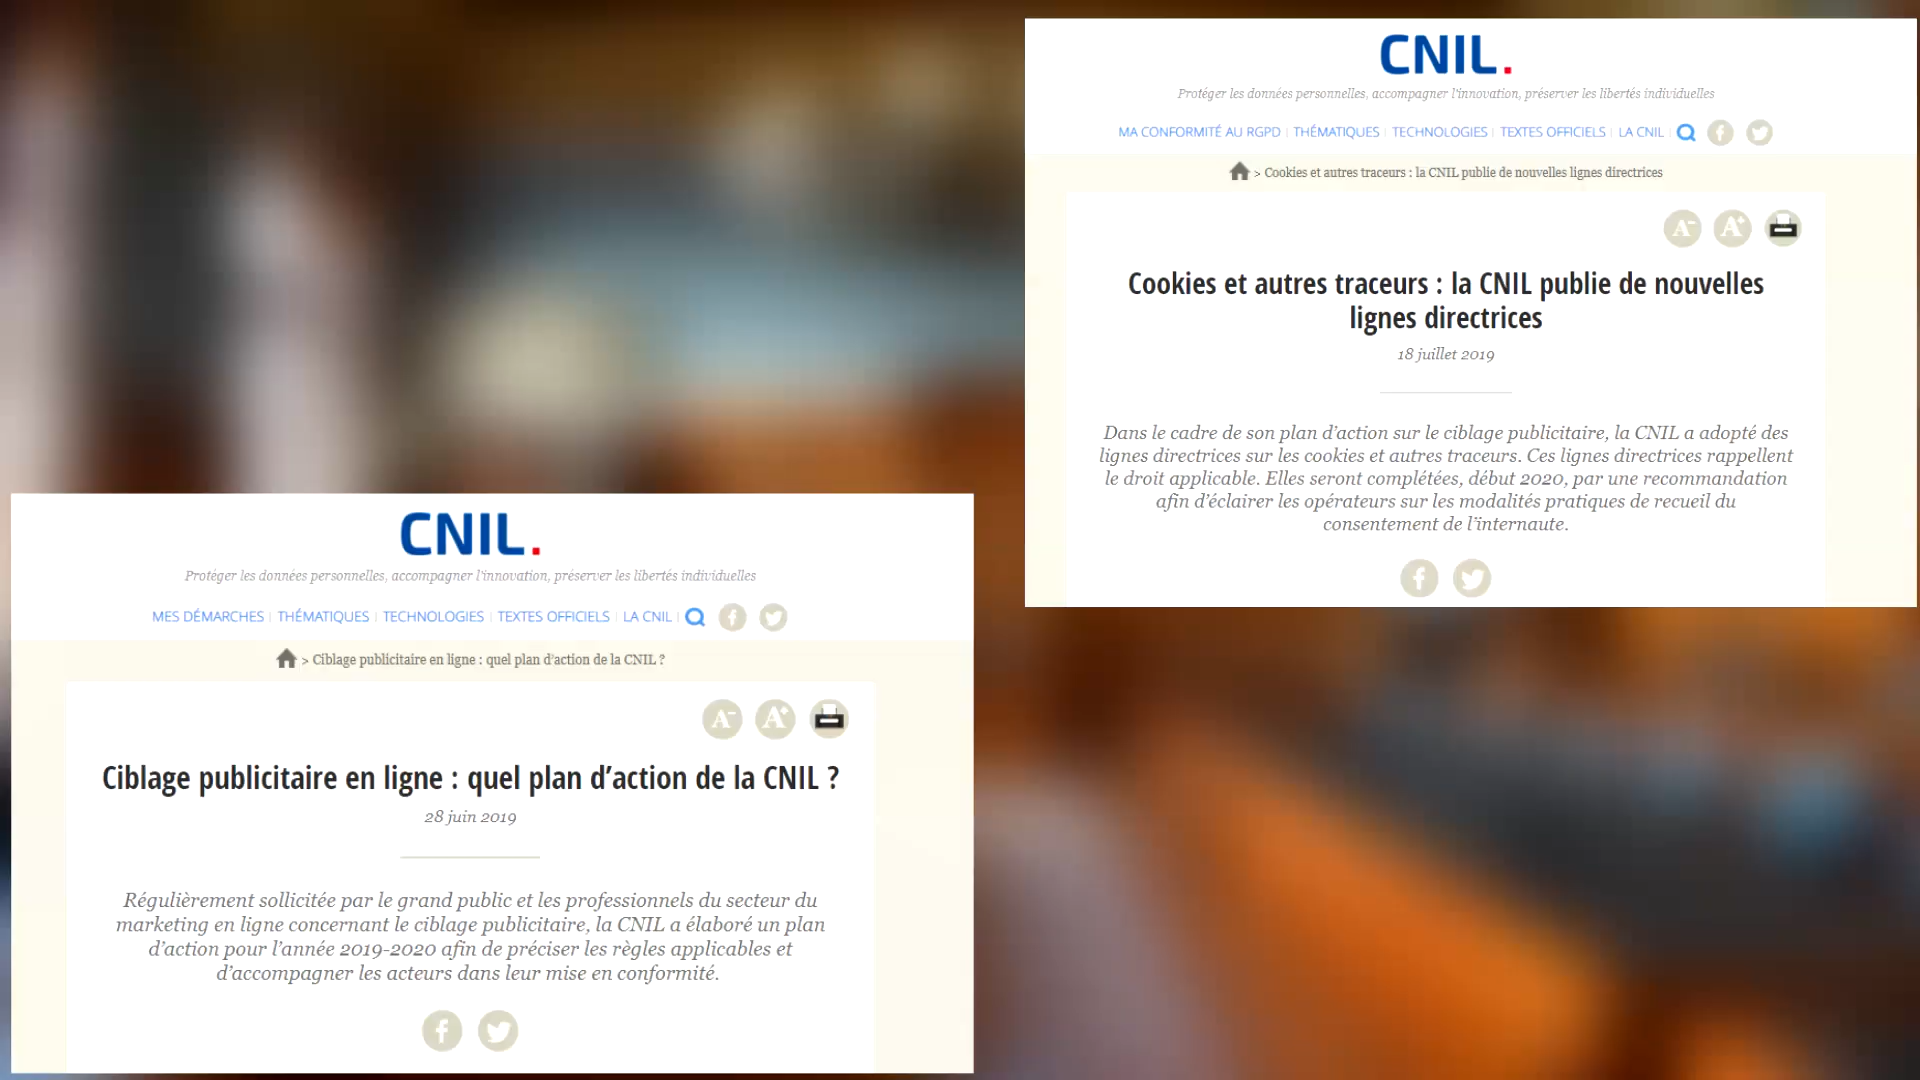 CNIL.
Protéger les données personnelles, accompagner l'innovation, préserver les libertés individuelles
MA CONFORMITÉ AU RGPD | THÉMATIQUES | TECHNOLOGIES | TEXTES OFFICIELS | LA CNIL |
> Cookies et autres traceurs : la CNIL publie de nouvelles lignes directrices
A- A+
Cookies et autres traceurs : la CNIL publie de nouvelles
lignes directrices
18 juillet 2019
Dans le cadre de son plan d’action sur le ciblage publicitaire, la CNIL a adopté des
lignes directrices sur les cookies et autres traceurs. Ces lignes directrices rappellent
le droit applicable. Elles seront complétées, début 2020, par une recommandation
afin d’éclairer les opérateurs sur les modalités pratiques de recueil du
consentement de l’internaute.
CNIL.
Protéger les données personnelles, accompagner l'innovation, préserver les libertés individuelles
MES DÉMARCHES | THÉMATIQUES | TECHNOLOGIES | TEXTES OFFICIELS | LA CNIL |
> Ciblage publicitaire en ligne : quel plan d’action de la CNIL ?
A- A+
Ciblage publicitaire en ligne : quel plan d’action de la CNIL ?
28 juin 2019
Régulièrement sollicitée par le grand public et les professionnels du secteur du
marketing en ligne concernant le ciblage publicitaire, la CNIL a élaboré un plan
d’action pour l’année 2019-2020 afin de préciser les règles applicables et
d’accompagner les acteurs dans leur mise en conformité.